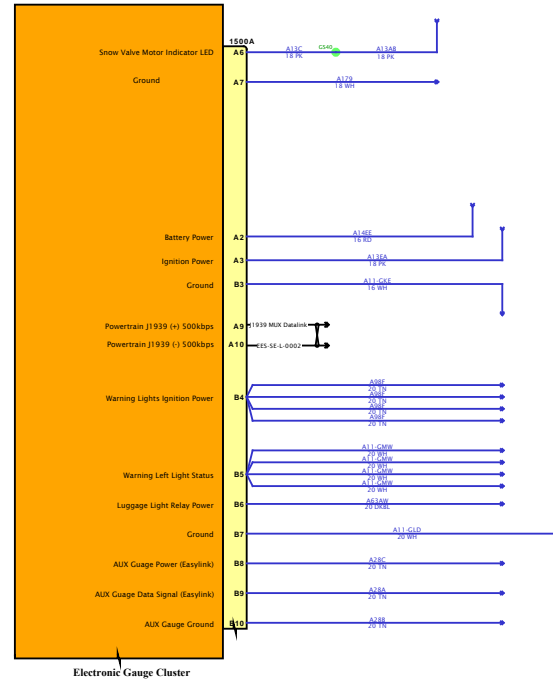 1500A
Snow Valve Motor Indicator LED A6 A13C GS40 A13AB
18 PK 18 PK
Ground A7 A179
18 WH
Battery Power A2 A14EE
16 RD
Ignition Power A3 A13EA
18 PK
Ground B3 A11-GKE
16 WH
Powertrain J1939 (+) 500kbps A9 J1939 MUX Datalink
Powertrain J1939 (-) 500kbps A10 EES-SE-L-0002
Warning Lights Ignition Power B4
A98F
20 TN
A98F
20 TN
A98F
20 TN
A98F
20 TN
Warning Left Light Status B5
A11-GMW
20 WH
A11-GMW
20 WH
A11-GMW
20 WH
A11-GMW
20 WH
Luggage Light Relay Power B6 A63AW
20 DKBL
Ground B7 A11-GLD
20 WH
AUX Guage Power (Easylink) B8 A28C
20 TN
AUX Guage Data Signal (Easylink) B9 A28A
20 TN
AUX Gauge Ground B10 A28B
20 TN
Electronic Gauge Cluster